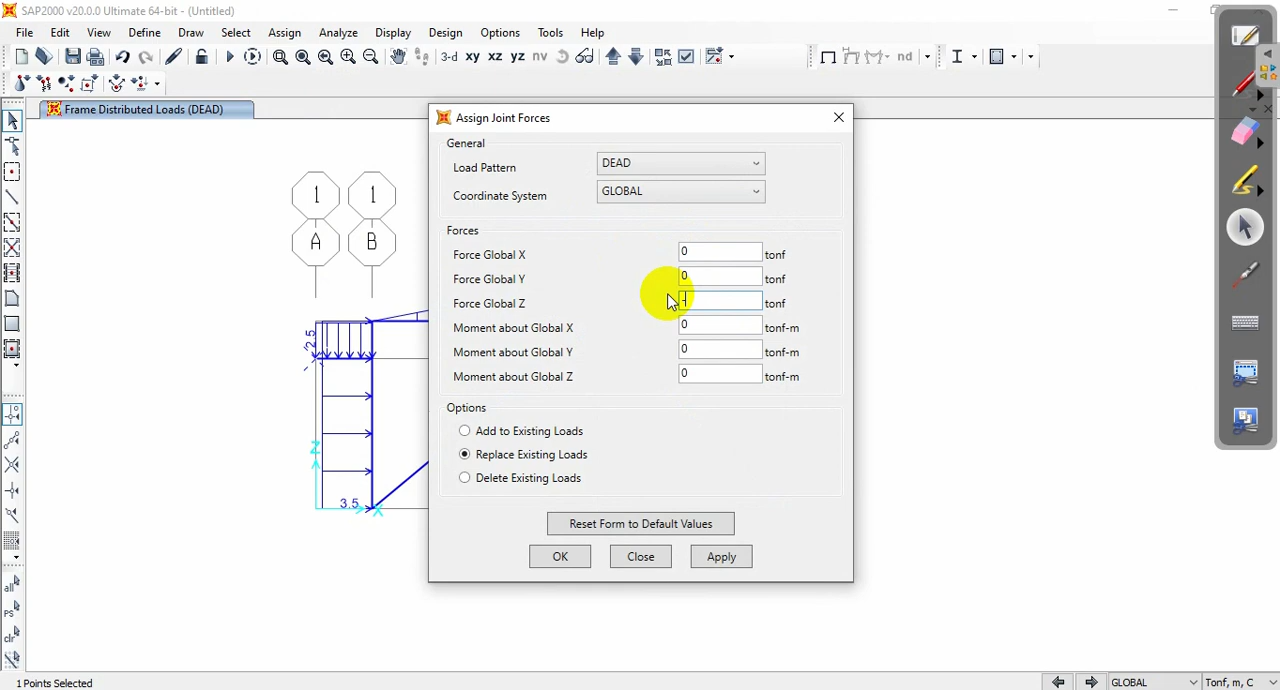 SAP2000 v20.0.0 Ultimate 64-bit - (Untitled)
File Edit View Define Draw Select Assign Analyze Display Design Options Tools Help
3-d xy xz yz nv nd
Frame Distributed Loads (DEAD)
Assign Joint Forces
General
Load Pattern DEAD
Coordinate System GLOBAL
Forces
Force Global X 0 tonf
Force Global Y 0 tonf
Force Global Z - tonf
Moment about Global X 0 tonf-m
Moment about Global Y 0 tonf-m
Moment about Global Z 0 tonf-m
Options
Add to Existing Loads
Replace Existing Loads
Delete Existing Loads
Reset Form to Default Values
OK Close Apply
1 1
A B
2.5
Z
3.5 X
all
PS
clr
1 Points Selected
GLOBAL
Tonf, m, C